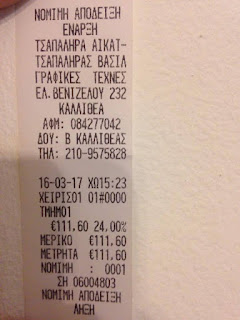 ΝΟΜΙΜΗ ΑΠΟΔΕΙΞΗ
ΕΝΑΡΞΗ
ΤΣΑΠΑΛΗΡΑ ΑΙΚΑΤ-
ΤΣΑΠΑΛΗΡΑΣ ΒΑΣΙΛ
ΓΡΑΦΙΚΕΣ ΤΕΧΝΕΣ
ΕΛ.ΒΕΝΙΖΕΛΟΥ 232
ΚΑΛΛΙΘΕΑ
ΑΦΜ: 084277042
ΔΟΥ: Β ΚΑΛΛΙΘΕΑΣ
ΤΗΛ: 210-9575828
16-03-17 ΧΩ15:23
ΧΕΙΡΙΣ01 01#0000
ΤΜΗΜ01
€111,60 24,00%
ΜΕΡΙΚΟ €111,60
ΜΕΤΡΗΤΑ €111,60
ΝΟΜΙΜΗ : 0001
ΣΗ 06004803
ΝΟΜΙΜΗ ΑΠΟΔΕΙΞΗ
ΛΗΞΗ